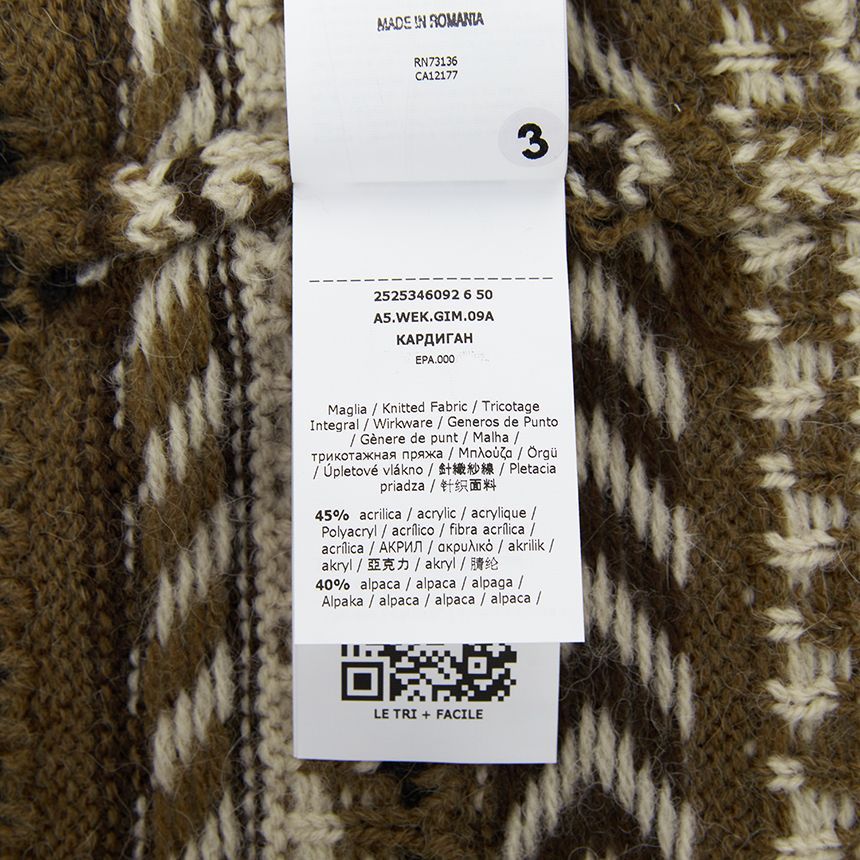 MADE IN ROMANIA
RN73136
CA12177
3
2525346092 6 50
A5.WEK.GIM.09A
КАРДИГАН
EPA.000
Maglia / Knitted Fabric / Tricotage
Integral / Wirkware / Generos de Punto
/ Gènere de punt / Malha /
трикотажная пряжа / Μπλούζα / Örgü
/ Úpletové vlákno / 針織紗線 / Pletacia
priadza / 针织面料
45% acrilica / acrylic / acrylique /
Polyacryl / acrílico / fibra acrílica /
acrílica / АКРИЛ / ακρυλικό / akrilik /
akryl / 亞克力 / akryl / 腈纶
40% alpaca / alpaca / alpaga /
Alpaka / alpaca / alpaca / alpaca /
LE TRI + FACILE